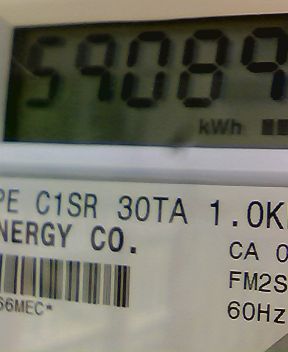 59089
kWh
PE C1SR 30TA 1.0K
NERGY CO.
CA 0
FM2S
66MEC*
60Hz